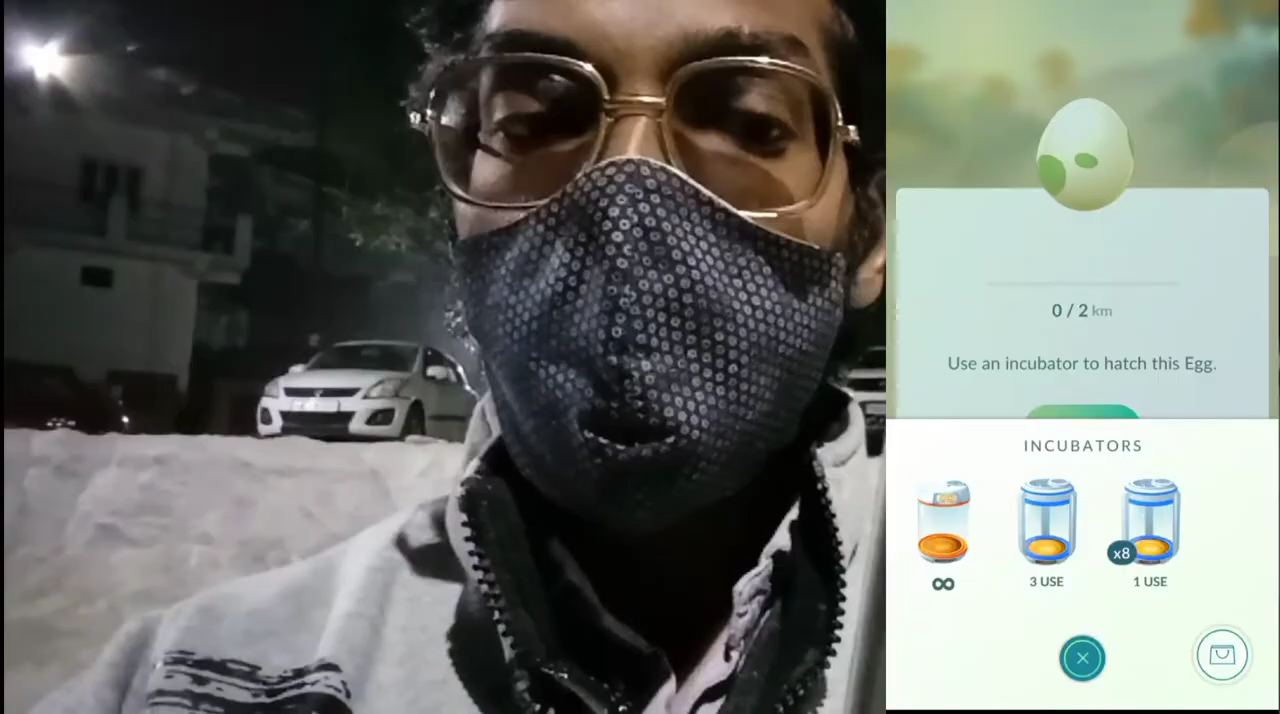 0 / 2 km
Use an incubator to hatch this Egg.
INCUBATORS
x8
∞
3 USE
1 USE